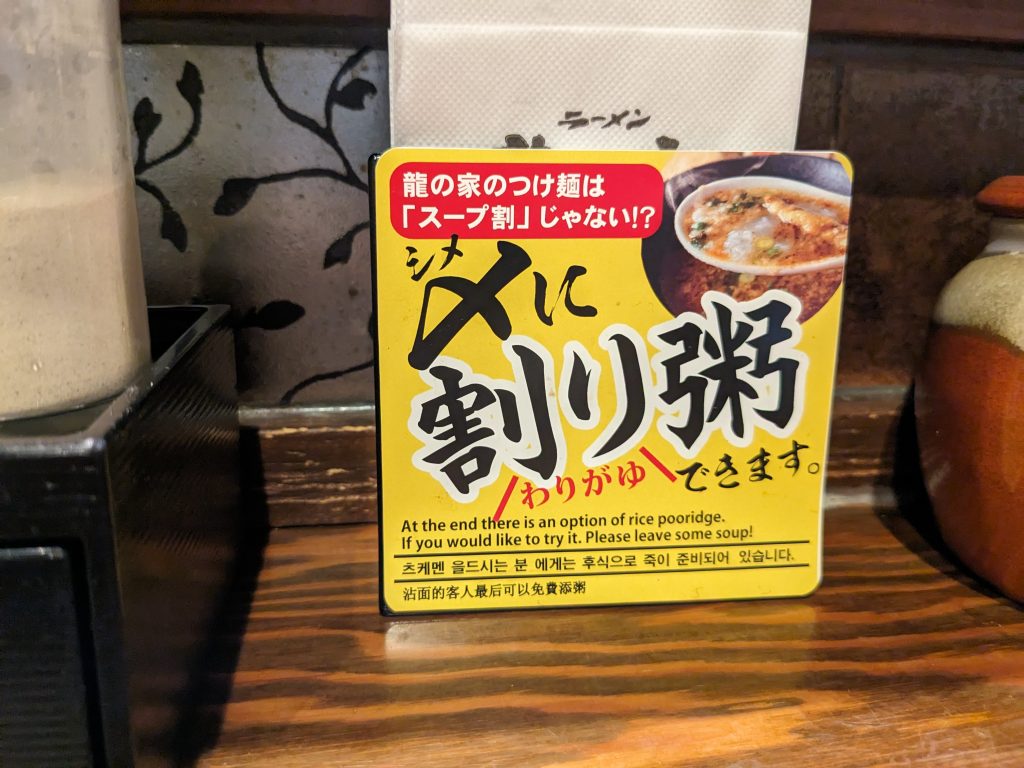 ラーメン
龍の家のつけ麺は
「スープ割」じゃない!?
シメ
〆に
割り粥
わりがゆ
できます。
At the end there is an option of rice pooridge.
If you would like to try it. Please leave some soup!
츠케멘 을드시는 분 에게는 후식으로 죽이 준비되어 있습니다.
沾面的客人最后可以免費添粥